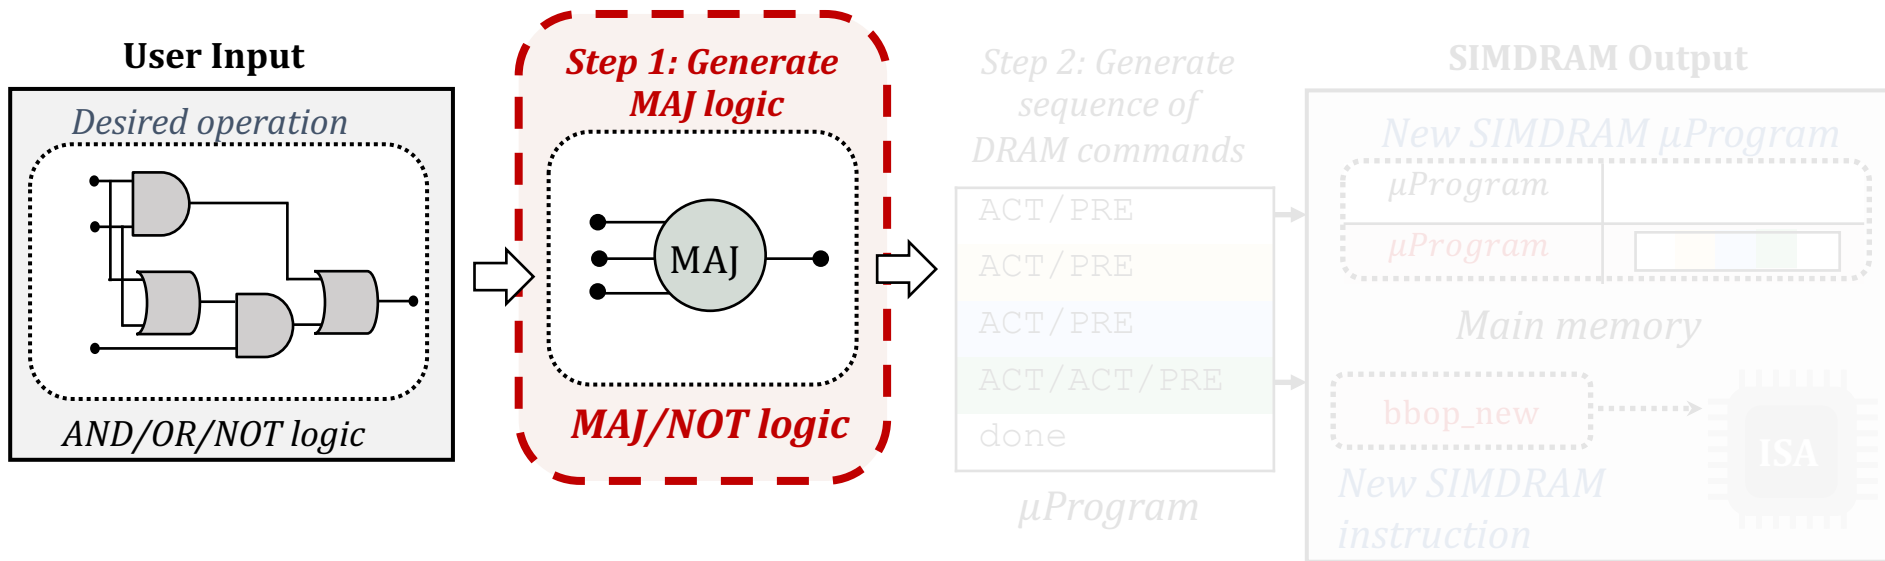 User Input
Desired operation
AND/OR/NOT logic
Step 1: Generate
MAJ logic
MAJ
MAJ/NOT logic
Step 2: Generate
sequence of
DRAM commands
ACT/PRE
ACT/PRE
ACT/PRE
ACT/ACT/PRE
done
μProgram
SIMDRAM Output
New SIMDRAM μProgram
μProgram
μProgram
Main memory
bbop_new
ISA
New SIMDRAM
instruction